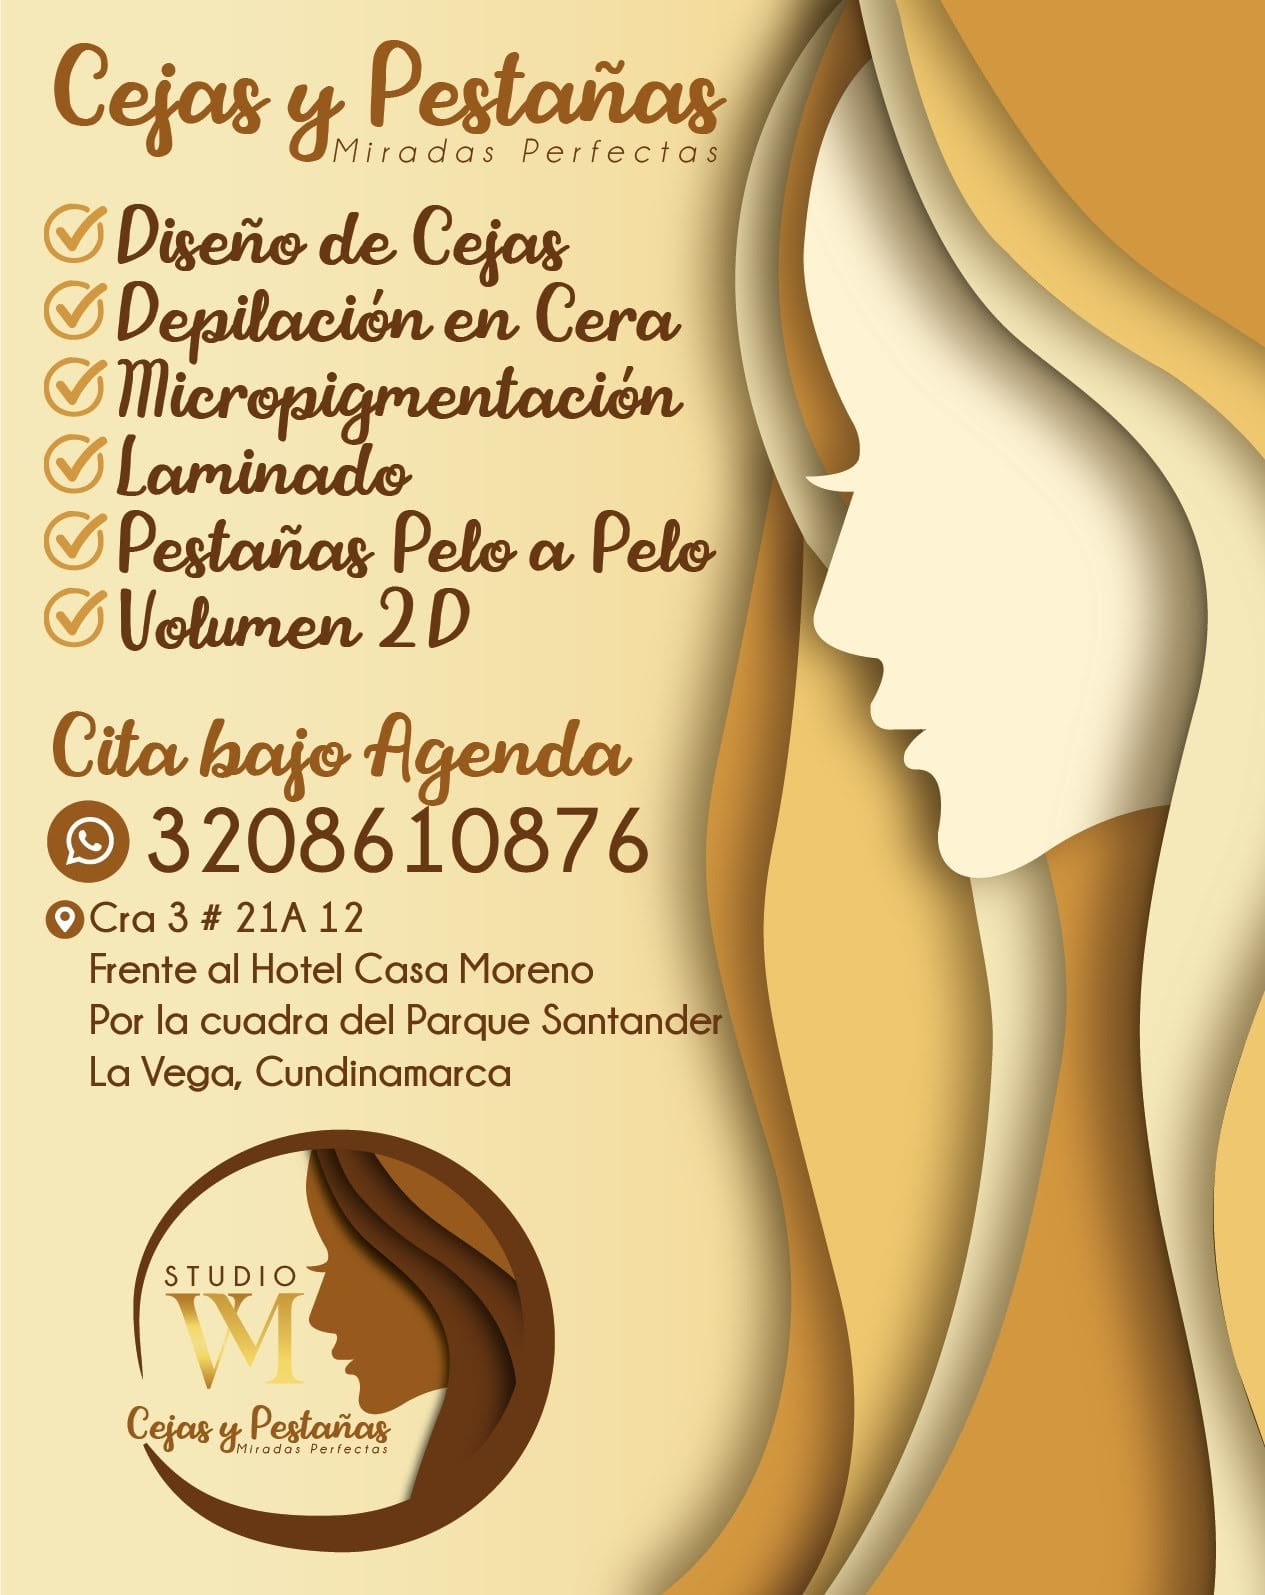 Cejas y Pestañas
Miradas Perfectas
Diseño de Cejas
Depilación en Cera
Micropigmentación
Laminado
Pestañas Pelo a Pelo
Volumen 2D
Cita bajo Agenda
3208610876
Cra 3 # 21A 12
Frente al Hotel Casa Moreno
Por la cuadra del Parque Santander
La Vega, Cundinamarca
STUDIO
VM
Cejas y Pestañas
Miradas Perfectas